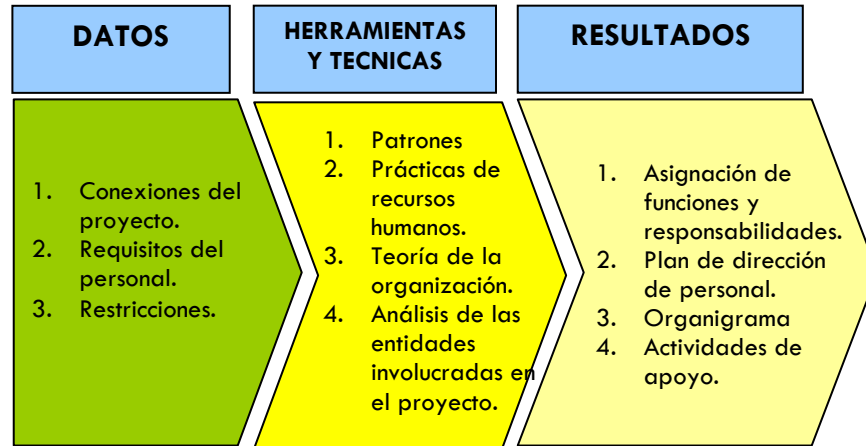 DATOS
1. Conexiones del
proyecto.
2. Requisitos del
personal.
3. Restricciones.
HERRAMIENTAS
Y TECNICAS
1. Patrones
2. Prácticas de
recursos
humanos.
3. Teoría de la
organización.
4. Análisis de las
entidades
involucradas en
el proyecto.
RESULTADOS
1. Asignación de
funciones y
responsabilidades.
2. Plan de dirección
de personal.
3. Organigrama
4. Actividades de
apoyo.